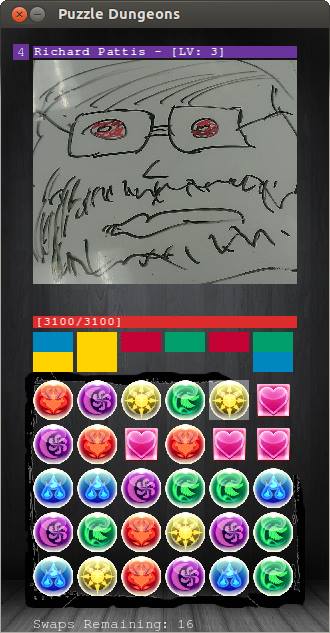 Puzzle Dungeons
4 Richard Pattis - [LV: 3]
[3100/3100]
Swaps Remaining: 16